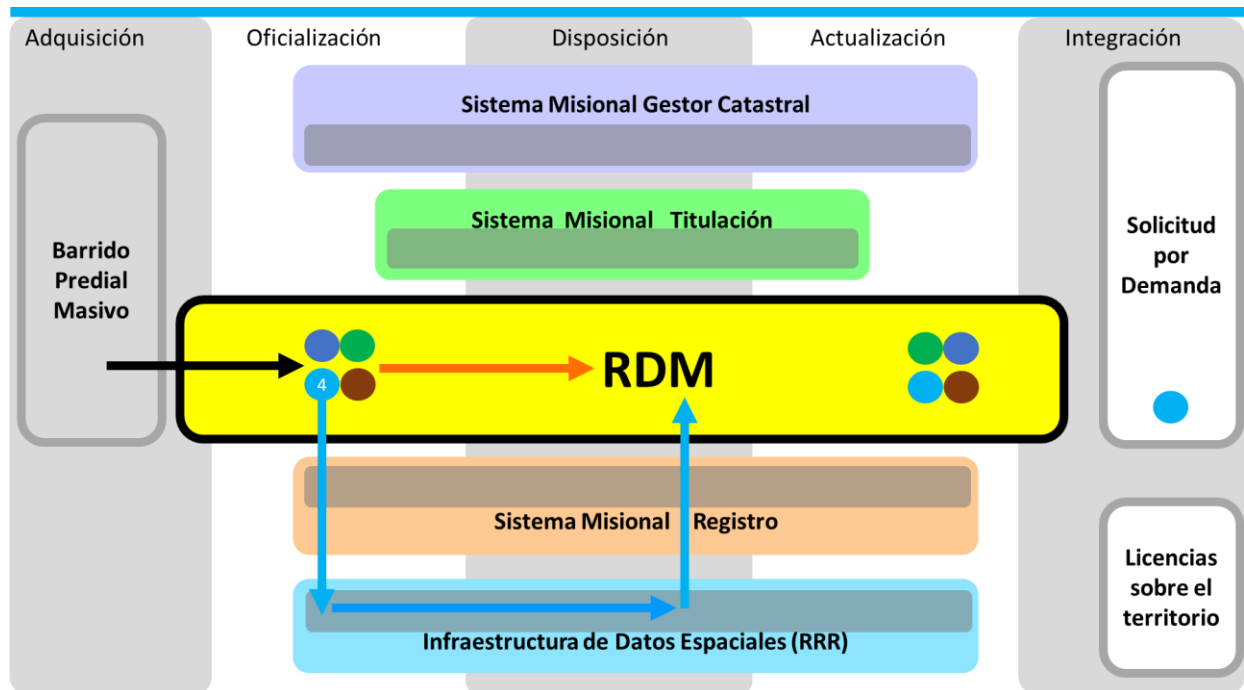 Adquisición
Oficialización
Disposición
Actualización
Integración
Sistema Misional Gestor Catastral
Sistema Misional Titulación
Barrido
Predial
Masivo
Solicitud
por
Demanda
4
RDM
Sistema Misional Registro
Licencias
sobre el
territorio
Infraestructura de Datos Espaciales (RRR)